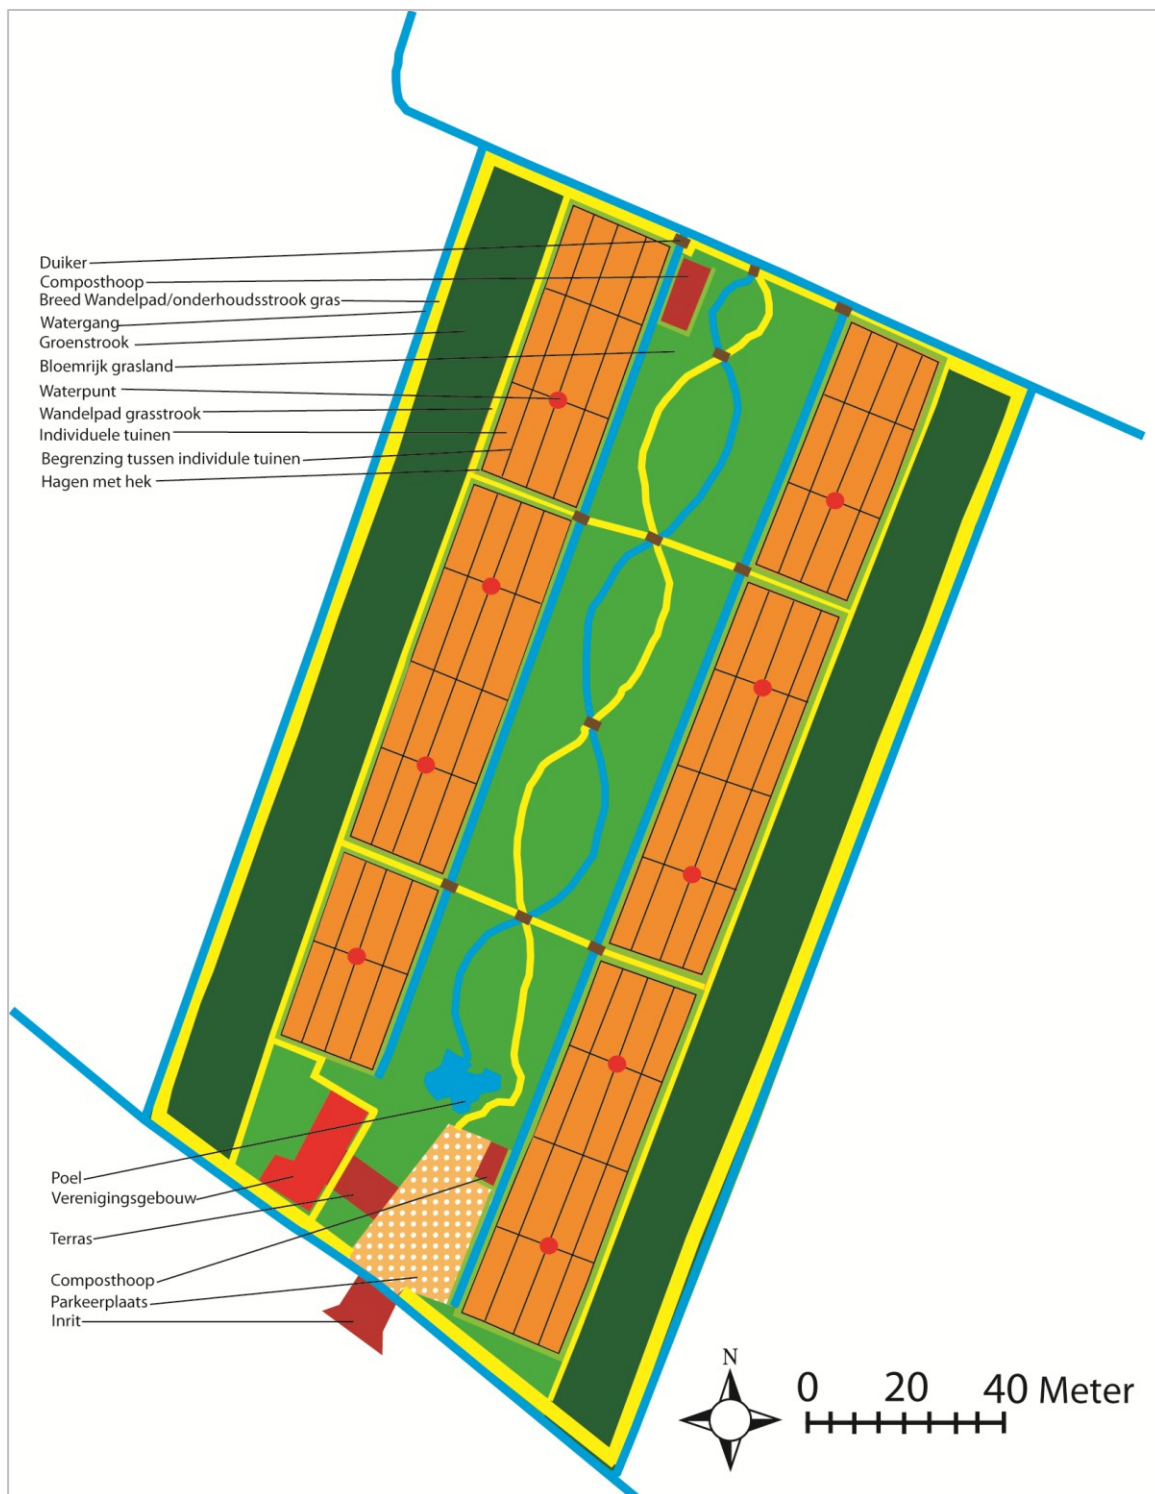 Duiker
Composthoop
Breed Wandelpad/onderhoudsstrook gras
Watergang
Groenstrook
Bloemrijk grasland
Waterpunt
Wandelpad grasstrook
Individuele tuinen
Begrenzing tussen individule tuinen
Hagen met hek
Poel
Verenigingsgebouw
Terras
Composthoop
Parkeerplaats
Inrit
N
0 20 40 Meter